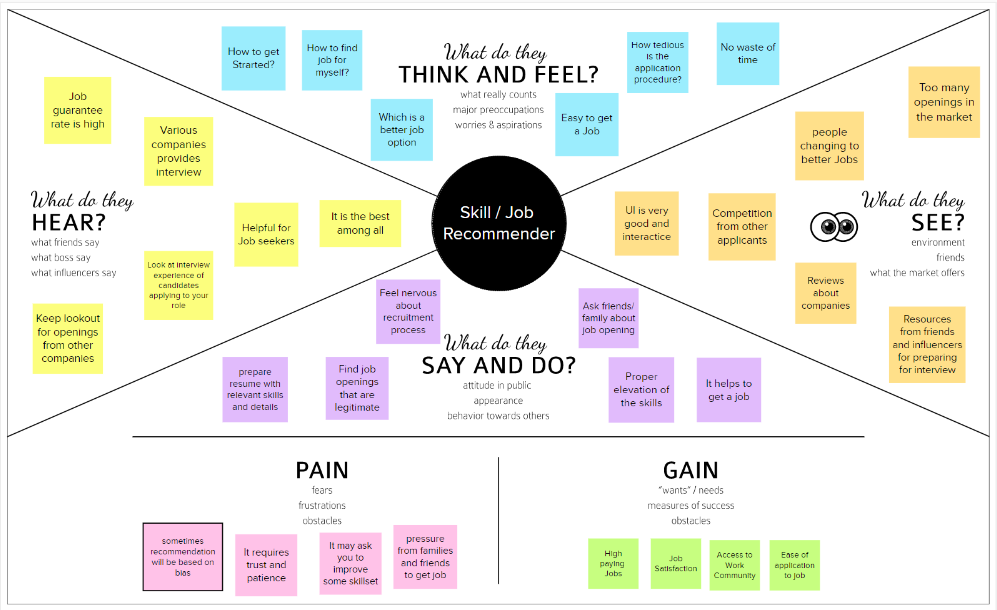 What do they
THINK AND FEEL?
what really counts
major preoccupations
worries & aspirations
How to get
Strarted?
How to find
job for
myself?
Which is a
better job
option
How tedious
is the
application
procedure?
No waste of
time
Easy to get
a Job
What do they
HEAR?
what friends say
what boss say
what influencers say
Job
guarantee
rate is high
Various
companies
provides
interview
Helpful for
Job seekers
It is the best
among all
Look at interview
experience of
candidates
applying to your
role
Keep lookout
for openings
from other
companies
Skill / Job
Recommender
What do they
SEE?
environment
friends
what the market offers
Too many
openings in
the market
people
changing to
better Jobs
UI is very
good and
interactice
Competition
from other
applicants
Reviews
about
companies
Resources
from friends
and influencers
for preparing
for interview
What do they
SAY AND DO?
attitude in public
appearance
behavior towards others
Feel nervous
about
recruitment
process
Ask friends/
family about
job opening
prepare
resume with
relevant skills
and details
Find job
openings
that are
legitimate
Proper
elevation of
the skills
It helps to
get a job
PAIN
fears
frustrations
obstacles
sometimes
recommendation
will be based on
bias
It requires
trust and
patience
It may ask
you to
improve
some skillset
pressure
from families
and friends
to get job
GAIN
"wants" / needs
measures of success
obstacles
High
paying
Jobs
Job
Satisfaction
Access to
Work
Community
Ease of
application
to job